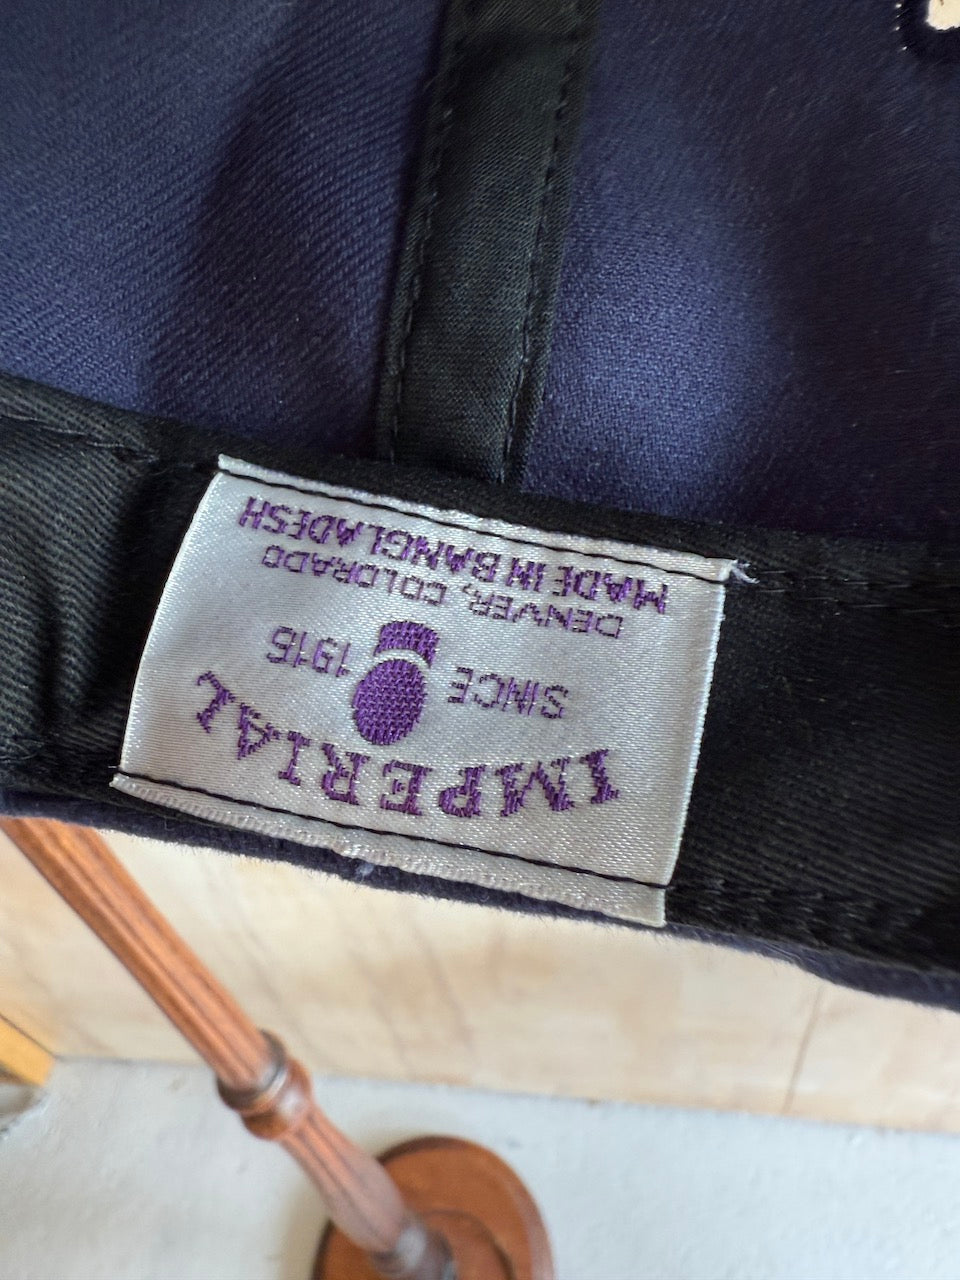 IMPERIAL
SINCE 1916
DENVER, COLORADO
MADE IN BANGLADESH